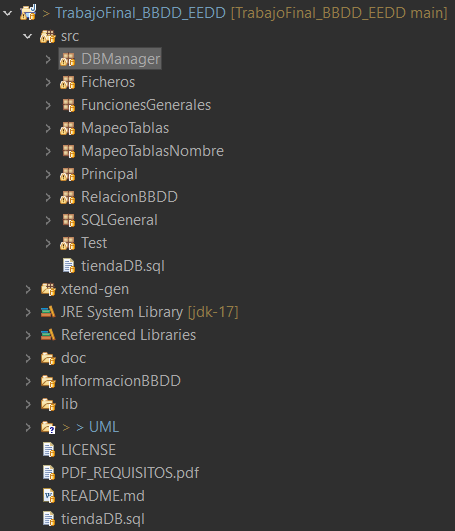 > TrabajoFinal_BBDD_EEDD [TrabajoFinal_BBDD_EEDD main]
src
DBManager
Ficheros
FuncionesGenerales
MapeoTablas
MapeoTablasNombre
Principal
RelacionBBDD
SQLGeneral
Test
tiendaDB.sql
xtend-gen
JRE System Library [jdk-17]
Referenced Libraries
doc
InformacionBBDD
lib
> > UML
LICENSE
PDF_REQUISITOS.pdf
README.md
tiendaDB.sql